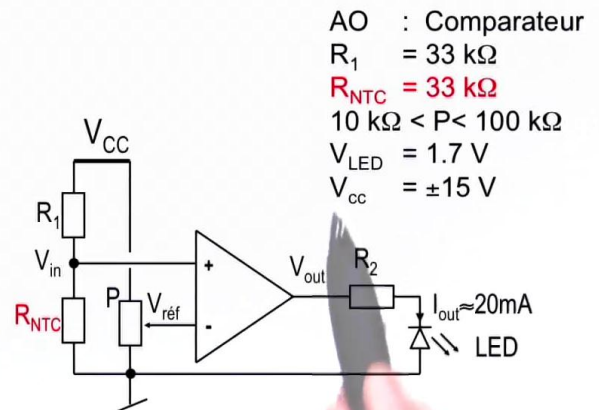 AO : Comparateur
R1 = 33 kΩ
RNTC = 33 kΩ
10 kΩ < P< 100 kΩ
VLED = 1.7 V
Vcc = ±15 V
VCC
R1
Vin
RNTC
P
Vréf
+
-
Vout
R2
Iout≈20mA
LED